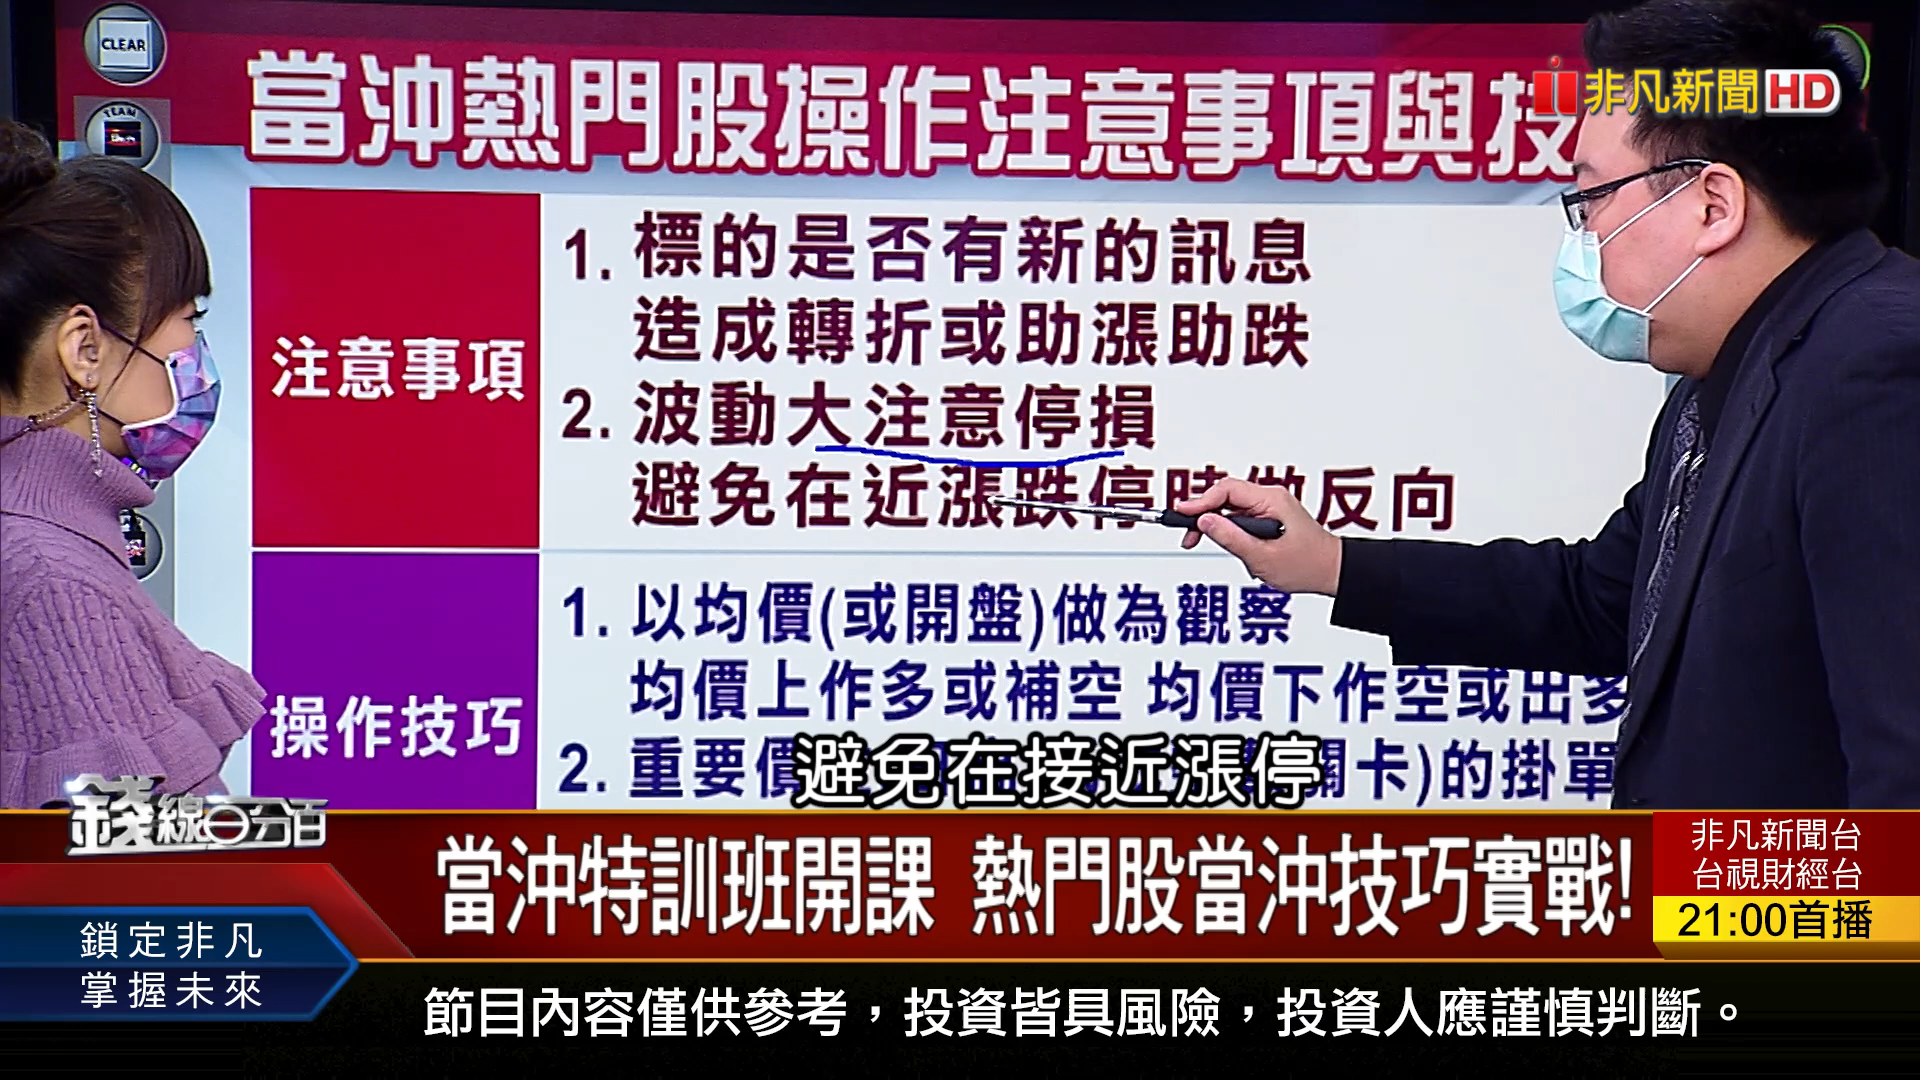 CLEAR
TEAM
當沖熱門股操作注意事項與技
非凡新聞HD
注意事項
1. 標的是否有新的訊息
造成轉折或助漲助跌
2. 波動大注意停損
避免在近漲跌停時做反向
操作技巧
1. 以均價(或開盤)做為觀察
均價上作多或補空 均價下作空或出多
2. 重要價
關卡)的掛單
避免在接近漲停
錢線百分百
當沖特訓班開課 熱門股當沖技巧實戰!
非凡新聞台
台視財經台
21:00首播
鎖定非凡
掌握未來
節目內容僅供參考，投資皆具風險，投資人應謹慎判斷。